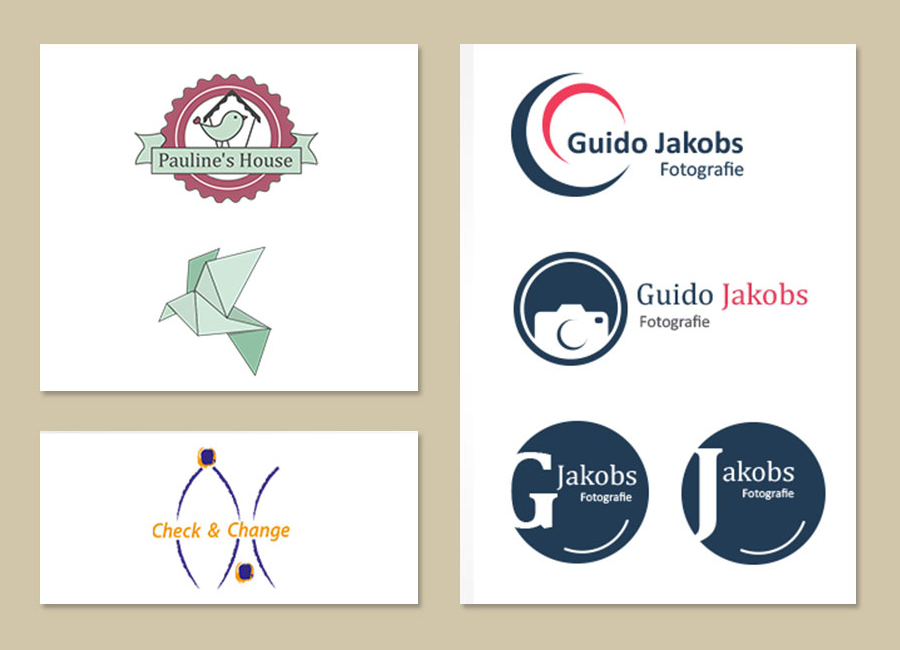 Pauline's House
Check & Change
Guido Jakobs
Fotografie
Guido Jakobs
Fotografie
G Jakobs
Fotografie
Jakobs
Fotografie